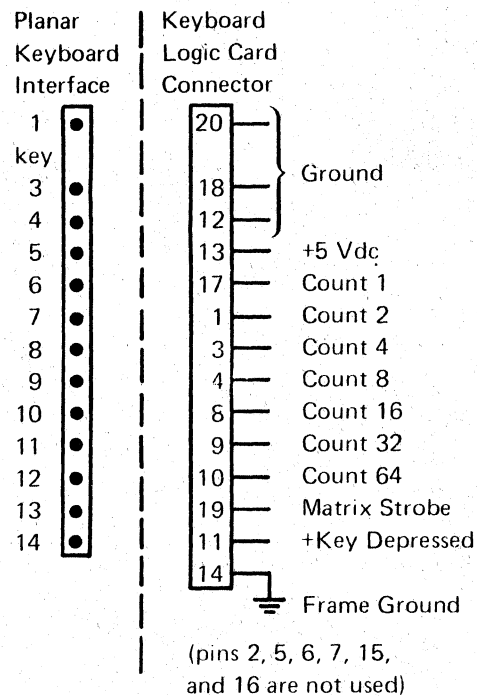 Planar Keyboard
Keyboard Logic Card
Interface Connector
1 20
key
3 18 Ground
4 12
5 13 +5 Vdc
6 17 Count 1
7 1 Count 2
8 3 Count 4
9 4 Count 8
10 8 Count 16
11 9 Count 32
12 10 Count 64
13 19 Matrix Strobe
14 11 +Key Depressed
14
Frame Ground
(pins 2, 5, 6, 7, 15,
and 16 are not used)